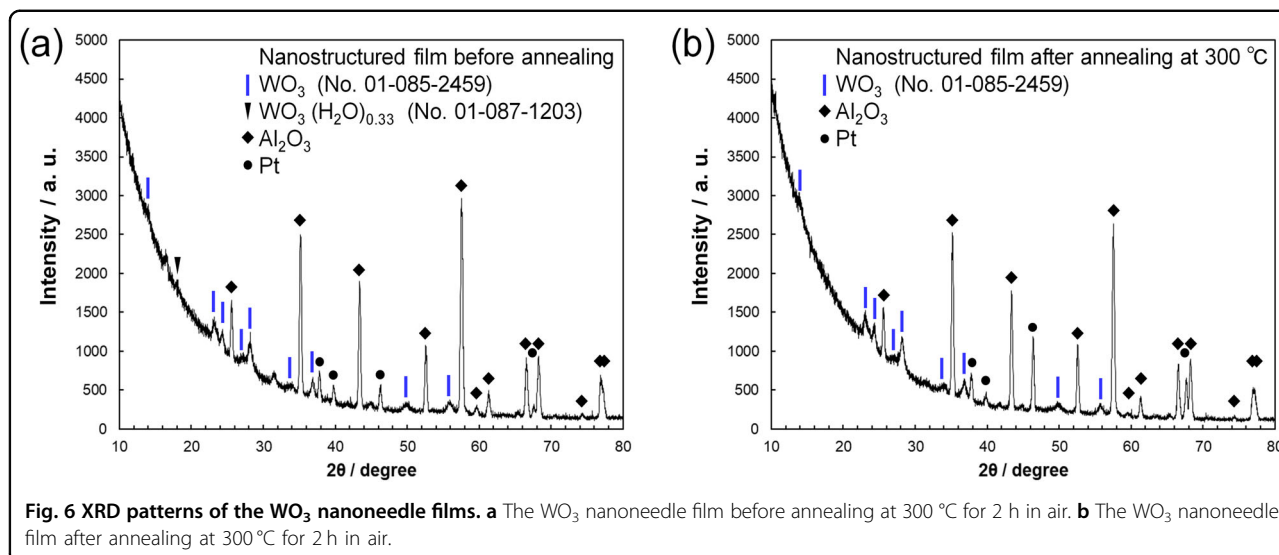 (a)
Nanostructured film before annealing
WO₃ (No. 01-085-2459)
WO₃ (H₂O)₀.₃₃ (No. 01-087-1203)
Al₂O₃
Pt
Intensity / a. u.
5000
4500
4000
3500
3000
2500
2000
1500
1000
500
0
10 20 30 40 50 60 70 80
2θ / degree
(b)
Nanostructured film after annealing at 300 °C
WO₃ (No. 01-085-2459)
Al₂O₃
Pt
Intensity / a. u.
5000
4500
4000
3500
3000
2500
2000
1500
1000
500
0
10 20 30 40 50 60 70 80
2θ / degree
Fig. 6 XRD patterns of the WO₃ nanoneedle films. a The WO₃ nanoneedle film before annealing at 300 °C for 2 h in air. b The WO₃ nanoneedle
film after annealing at 300 °C for 2 h in air.